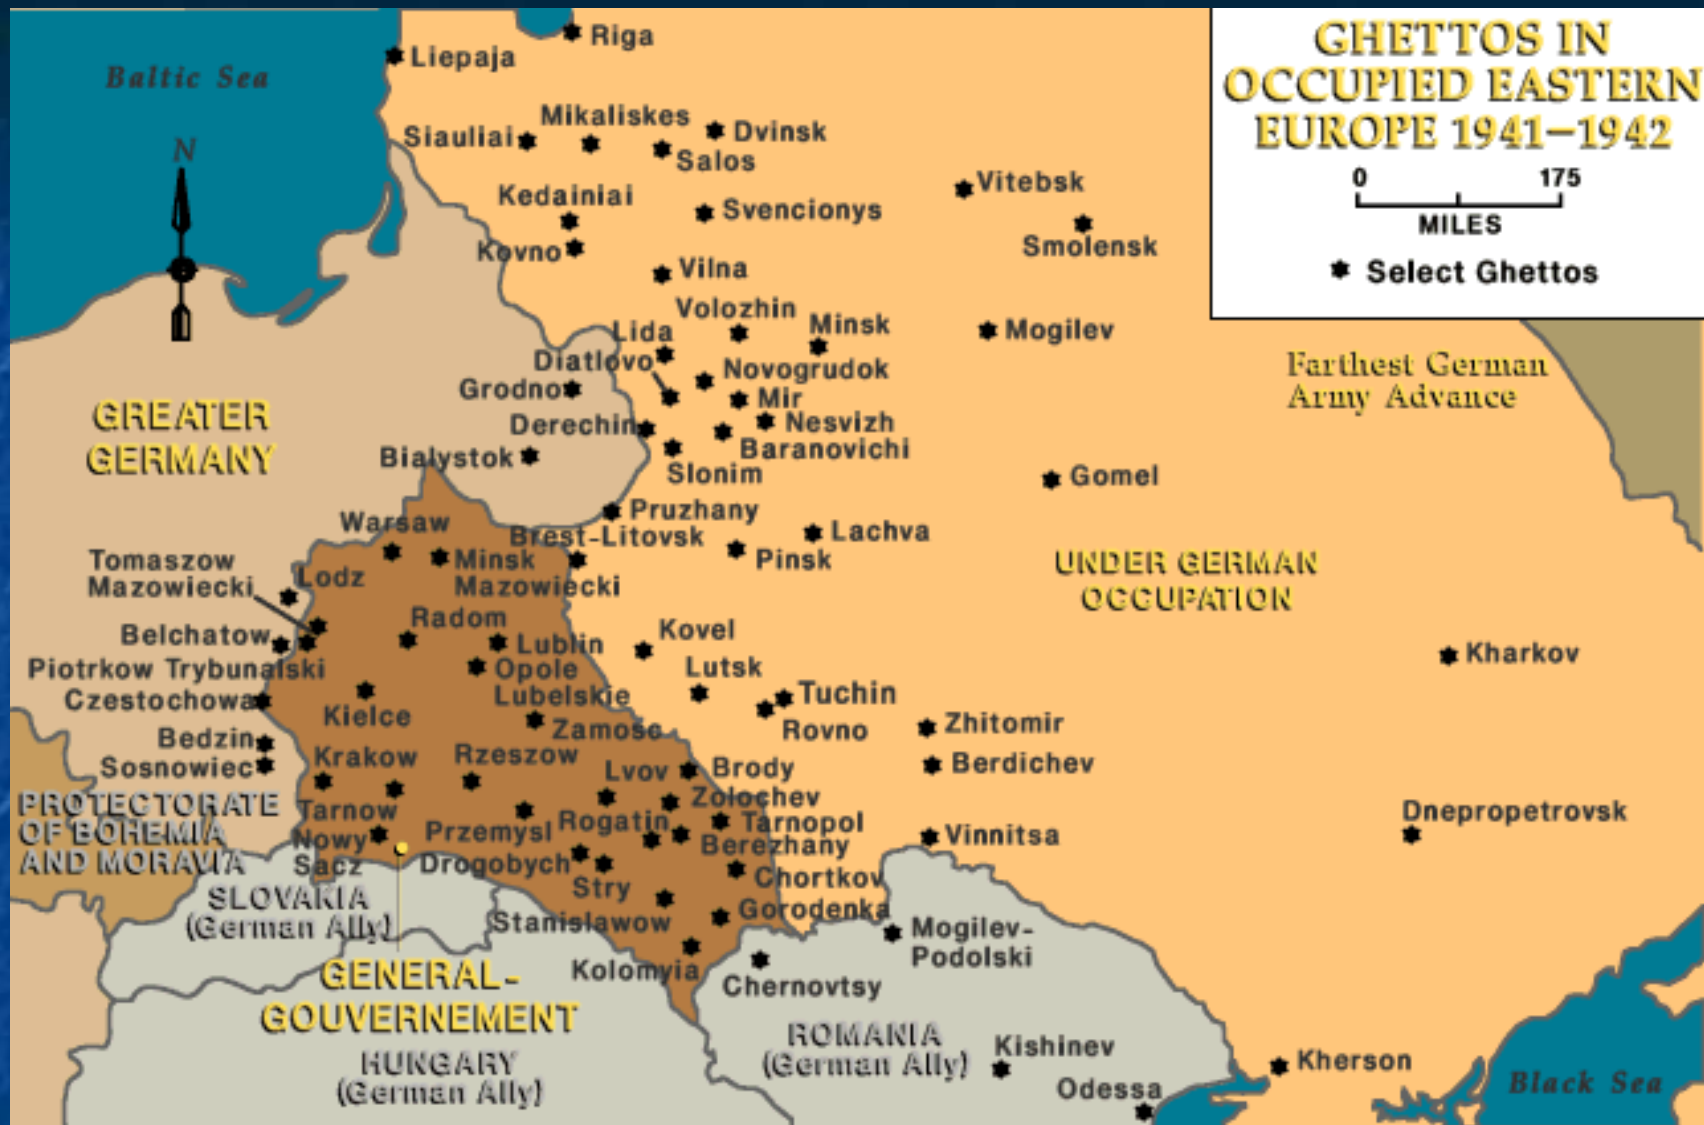 GHETTOS IN
OCCUPIED EASTERN
EUROPE 1941–1942
0 175
MILES
Select Ghettos
Baltic Sea
N
Riga
Liepaja
Mikaliskes
Siauliai
Dvinsk
Salos
Kedainiai
Svencionys
Vitebsk
Smolensk
Kovno
Vilna
Volozhin
Minsk
Mogilev
Lida
Diatlovo
Novogrudok
Grodno
Mir
Derechin
Nesvizh
Baranovichi
Bialystok
Slonim
Farthest German
Army Advance
GREATER
GERMANY
Gomel
Pruzhany
Warsaw
Brest-Litovsk
Lachva
Pinsk
Minsk
Mazowiecki
Tomaszow
Mazowiecki
Lodz
UNDER GERMAN
OCCUPATION
Radom
Belchatow
Lublin
Kovel
Piotrkow Trybunalski
Opole
Lubelskie
Lutsk
Kharkov
Czestochowa
Kielce
Tuchin
Rovno
Zamosc
Zhitomir
Bedzin
Sosnowiec
Krakow
Rzeszow
Lvov
Brody
Berdichev
PROTECTORATE
OF BOHEMIA
AND MORAVIA
Tarnow
Zolochev
Dnepropetrovsk
Nowy
Sacz
Przemysl
Rogatin
Tarnopol
Berezhany
Vinnitsa
Drogobych
Stry
Chortkov
SLOVAKIA
(German Ally)
Stanislawow
Gorodenka
Mogilev-
Podolski
GENERAL-
GOUVERNEMENT
Kolomyia
Chernovtsy
HUNGARY
(German Ally)
ROMANIA
(German Ally)
Kishinev
Odessa
Kherson
Black Sea